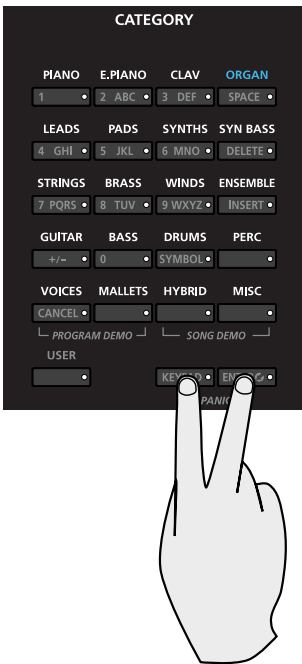 CATEGORY
PIANO E.PIANO CLAV ORGAN
1 2 ABC 3 DEF SPACE
LEADS PADS SYNTHS SYN BASS
4 GHI 5 JKL 6 MNO DELETE
STRINGS BRASS WINDS ENSEMBLE
7 PQRS 8 TUV 9 WXYZ INSERT
GUITAR BASS DRUMS PERC
+/– 0 SYMBOL
VOICES MALLETS HYBRID MISC
CANCEL
PROGRAM DEMO SONG DEMO
USER
PANIC